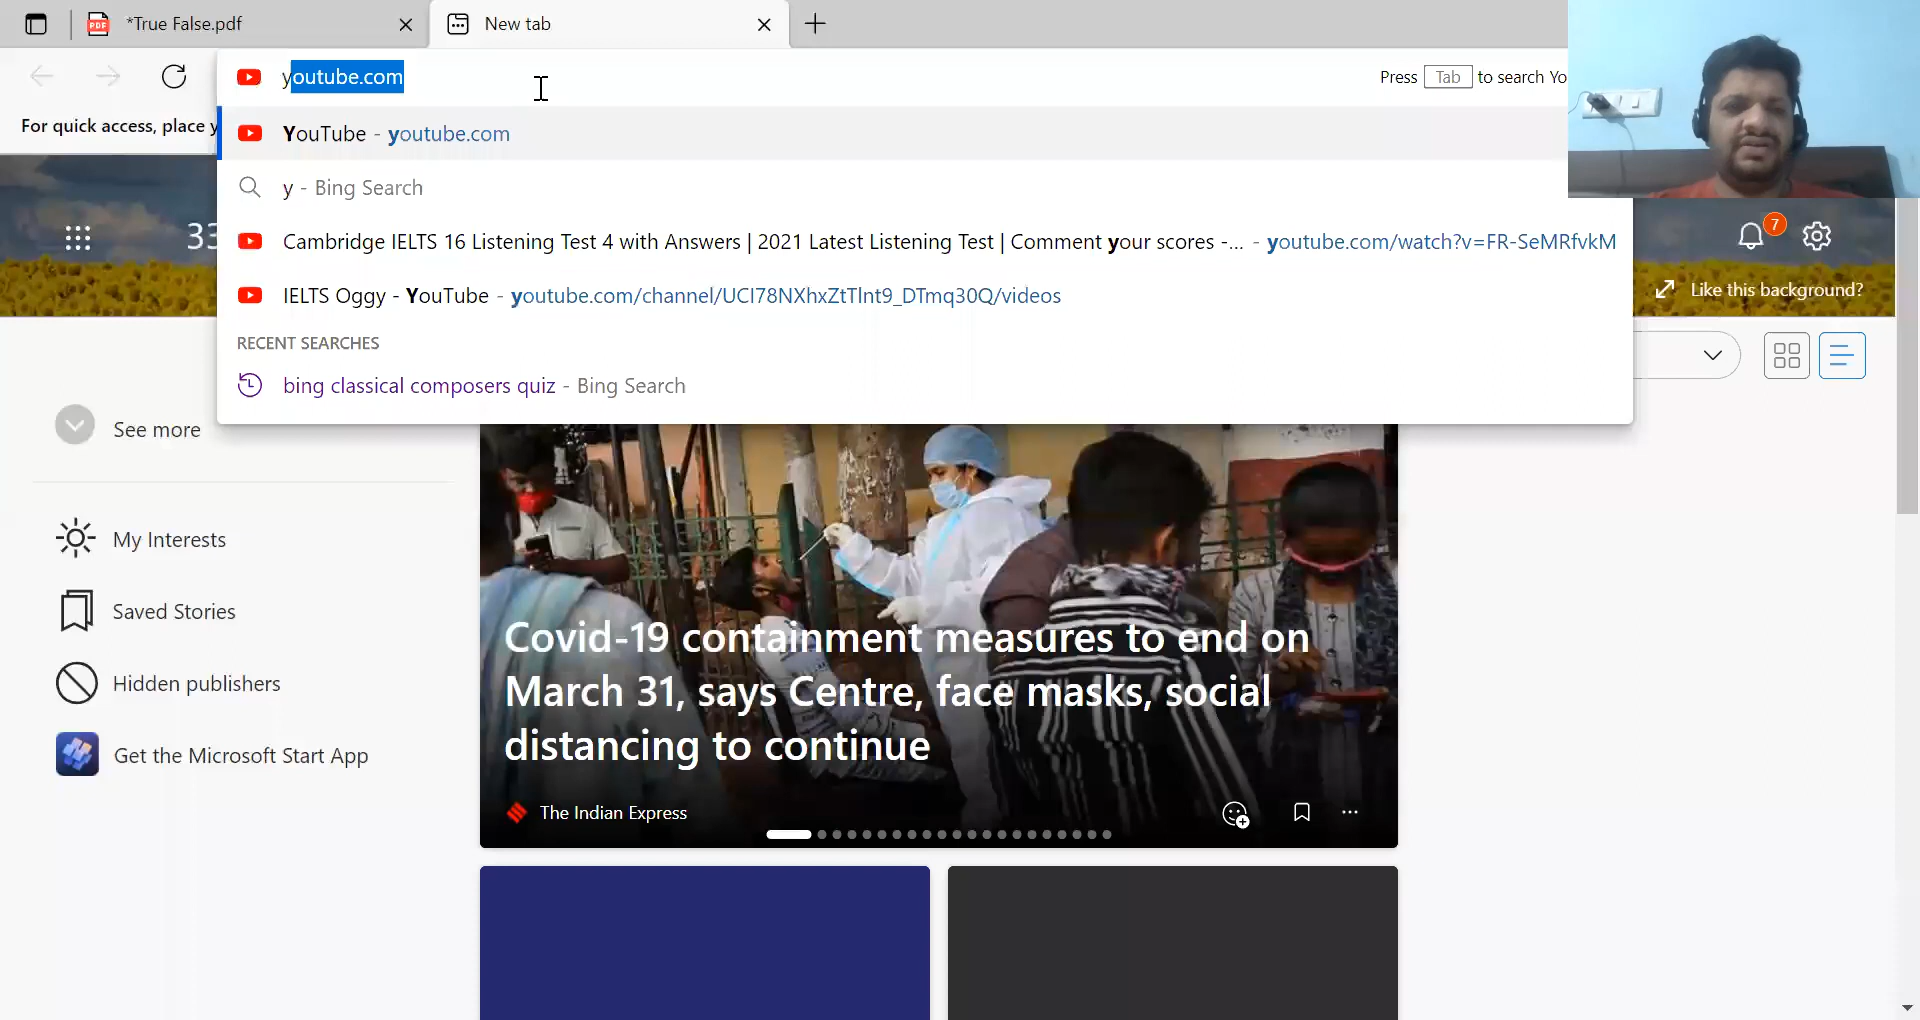 *True False.pdf
New tab
youtube.com
Press Tab to search Yo
For quick access, place y
YouTube - youtube.com
y - Bing Search
Cambridge IELTS 16 Listening Test 4 with Answers | 2021 Latest Listening Test | Comment your scores -... - youtube.com/watch?v=FR-SeMRfvkM
IELTS Oggy - YouTube - youtube.com/channel/UCI78NXhxZtTlnt9_DTmq30Q/videos
RECENT SEARCHES
bing classical composers quiz - Bing Search
33
7
Like this background?
See more
My Interests
Saved Stories
Hidden publishers
Get the Microsoft Start App
Covid-19 containment measures to end on
March 31, says Centre, face masks, social
distancing to continue
The Indian Express